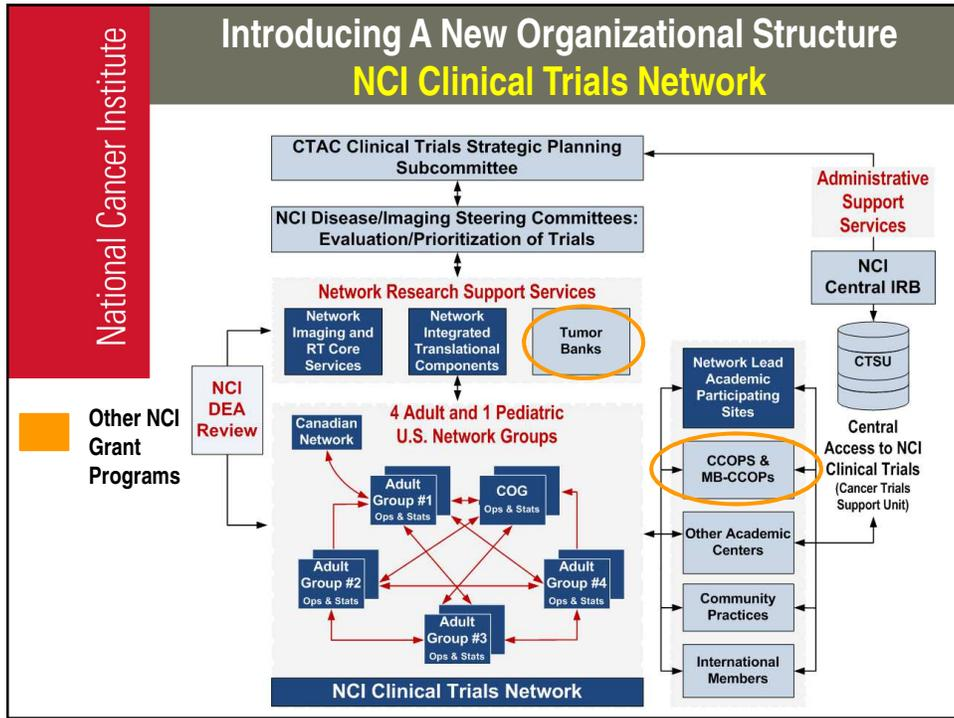 National Cancer Institute
Introducing A New Organizational Structure
NCI Clinical Trials Network
CTAC Clinical Trials Strategic Planning
Subcommittee
NCI Disease/Imaging Steering Committees:
Evaluation/Prioritization of Trials
Administrative
Support
Services
NCI
Central IRB
CTSU
Central
Access to NCI
Clinical Trials
(Cancer Trials
Support Unit)
Network Research Support Services
Network
Imaging and
RT Core
Services
Network
Integrated
Translational
Components
Tumor
Banks
NCI
DEA
Review
Other NCI
Grant
Programs
4 Adult and 1 Pediatric
U.S. Network Groups
Canadian
Network
Adult
Group #1
Ops & Stats
COG
Ops & Stats
Adult
Group #2
Ops & Stats
Adult
Group #4
Ops & Stats
Adult
Group #3
Ops & Stats
NCI Clinical Trials Network
Network Lead
Academic
Participating
Sites
CCOPS &
MB-CCOPs
Other Academic
Centers
Community
Practices
International
Members